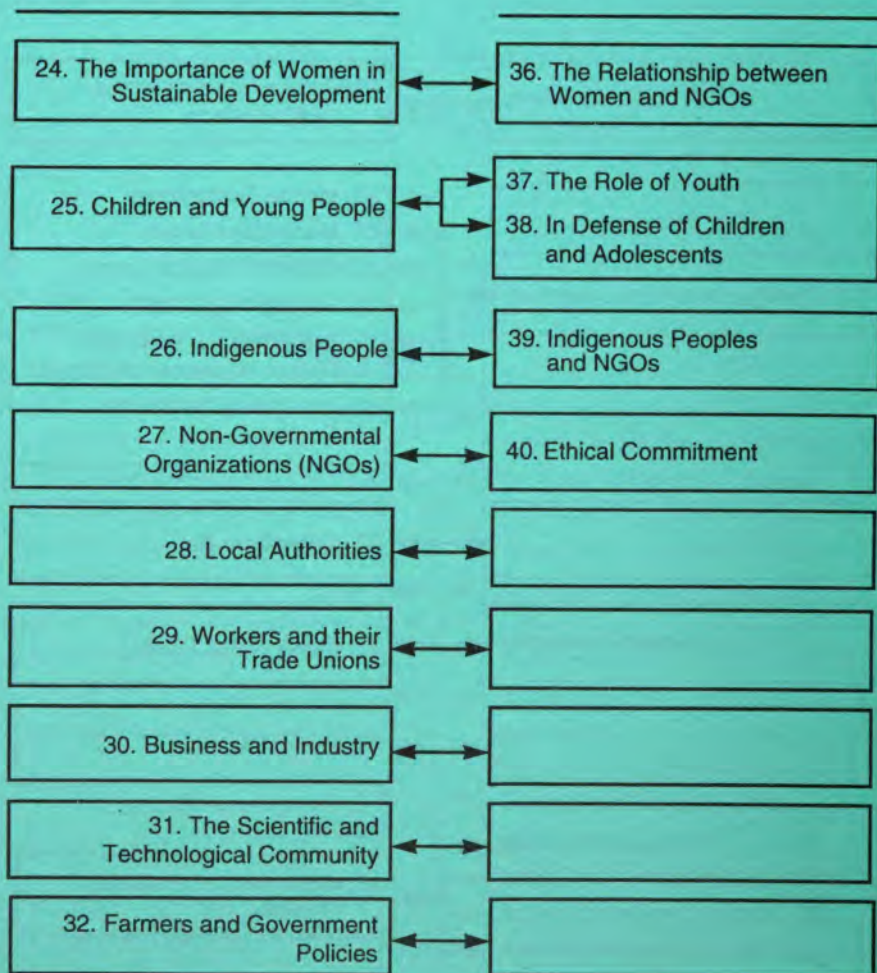 24. The Importance of Women in
Sustainable Development
36. The Relationship between
Women and NGOs
25. Children and Young People
37. The Role of Youth
38. In Defense of Children
and Adolescents
26. Indigenous People
39. Indigenous Peoples
and NGOs
27. Non-Governmental
Organizations (NGOs)
40. Ethical Commitment
28. Local Authorities
29. Workers and their
Trade Unions
30. Business and Industry
31. The Scientific and
Technological Community
32. Farmers and Government
Policies